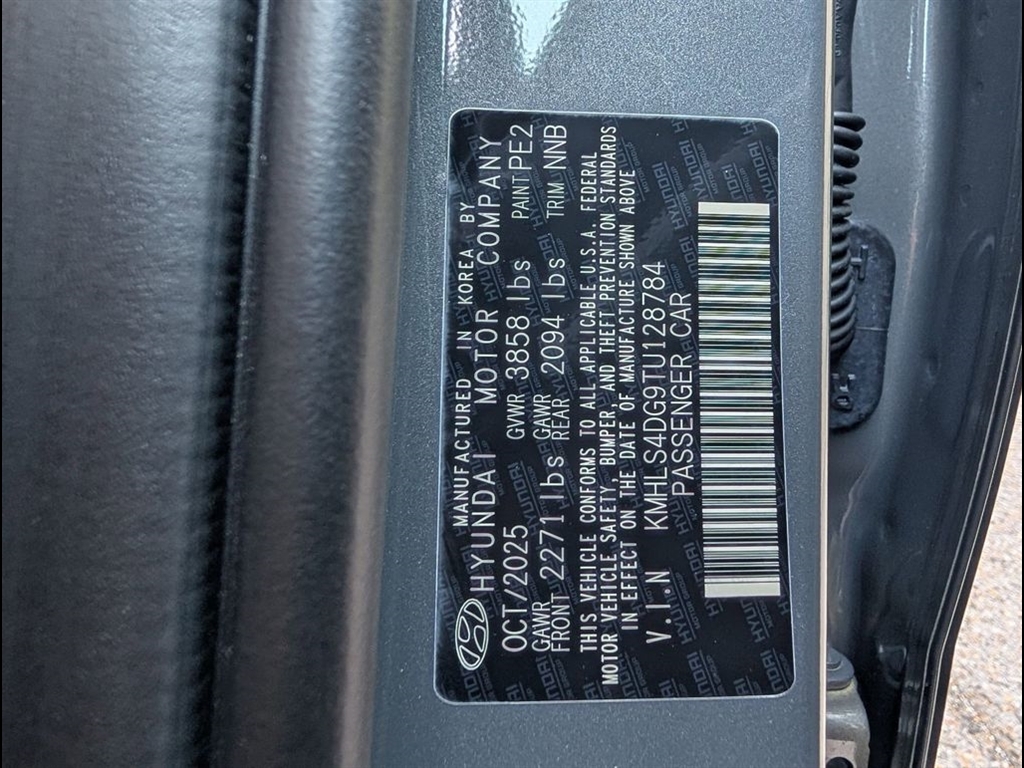 MANUFACTURED IN KOREA BY
HYUNDAI MOTOR COMPANY
OCT/2025 GVWR 3858 lbs PAINT PE2
GAWR FRONT 2271 lbs GAWR REAR 2094 lbs TRIM NNB
THIS VEHICLE CONFORMS TO ALL APPLICABLE U.S.A. FEDERAL
MOTOR VEHICLE SAFETY, BUMPER, AND THEFT PREVENTION STANDARDS
IN EFFECT ON THE DATE OF MANUFACTURE SHOWN ABOVE
V.I.N KMHLS4DG9TU128784
PASSENGER CAR